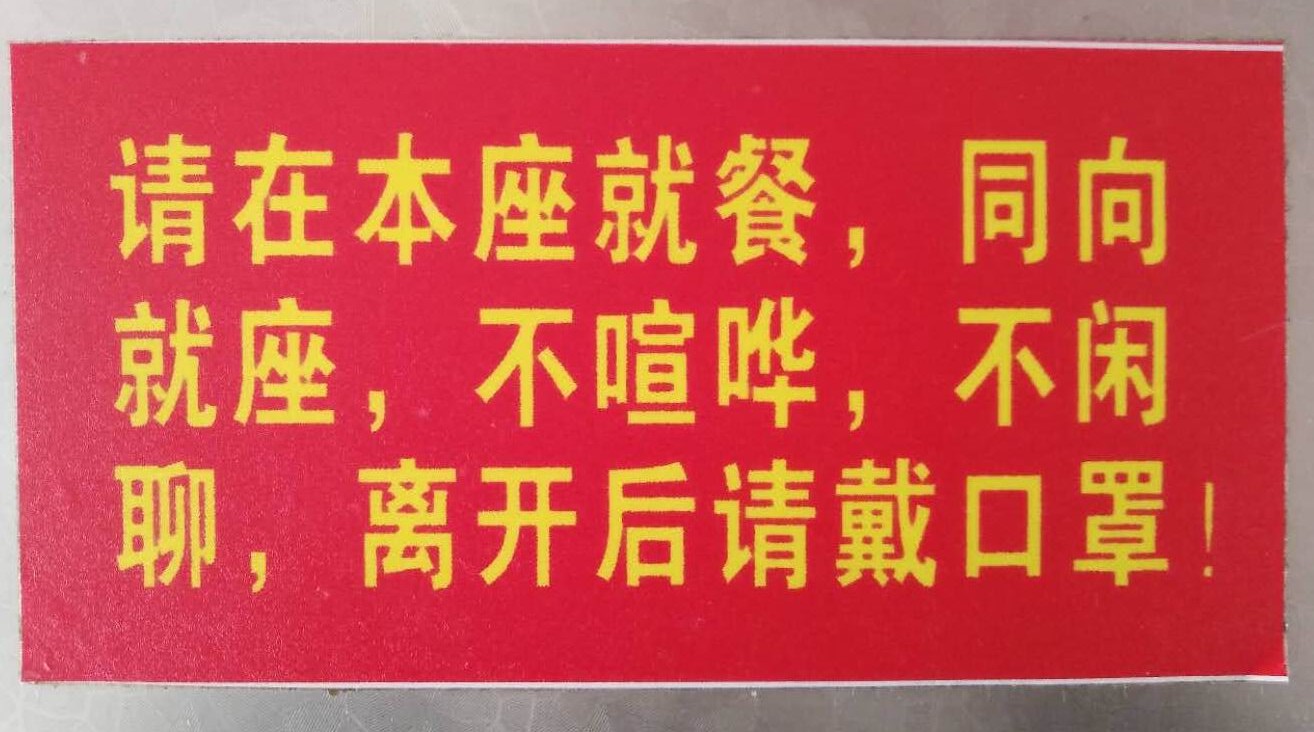 请在本座就餐，同向
就座，不喧哗，不闲
聊，离开后请戴口罩！